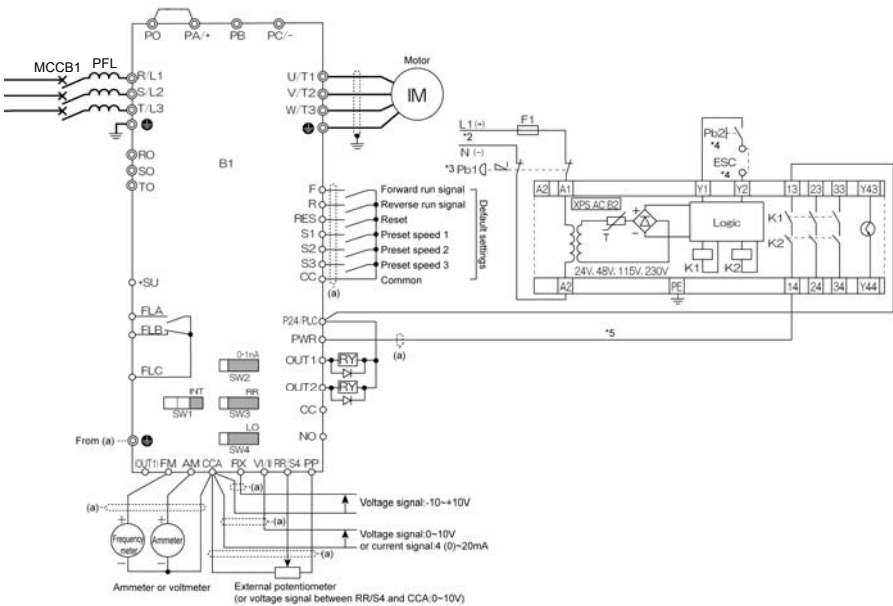 PO PA/+ PB PC/-
MCCB1 PFL
R/L1
S/L2
T/L3
RO
SO
TO
B1
U/T1
V/T2
W/T3
Motor
IM
F Forward run signal
R Reverse run signal
RES Reset
S1 Preset speed 1
S2 Preset speed 2
S3 Preset speed 3
CC Common
Default settings
(a)
+SU
FLA
FLB
FLC
P24/PLC
PWR
(a)
OUT1 RY
OUT2 RY
CC
NO
0-1mA
SW2
INT
SW1
RR
SW3
LO
SW4
From (a)
(OUT1) FM AM CCA RX VI/II RR/S4 PP
(a)
(a)
(a)
(a)
+ +
Frequency meter
Ammeter
- -
Ammeter or voltmeter
Voltage signal:-10~+10V
Voltage signal:0~10V
or current signal:4 (0)~20mA
External potentiometer
(or voltage signal between RR/S4 and CCA:0~10V)
L1 (+) F1
*2
N (-)
*3 Pb1
Pb2
*4
ESC
*4
A2 A1 Y1 Y2 13 23 33 Y43
XPS AC B2
T
+
-
Logic
K1
K2
K1 K2
24V. 48V. 115V. 230V
A2 PE 14 24 34 Y44
*5